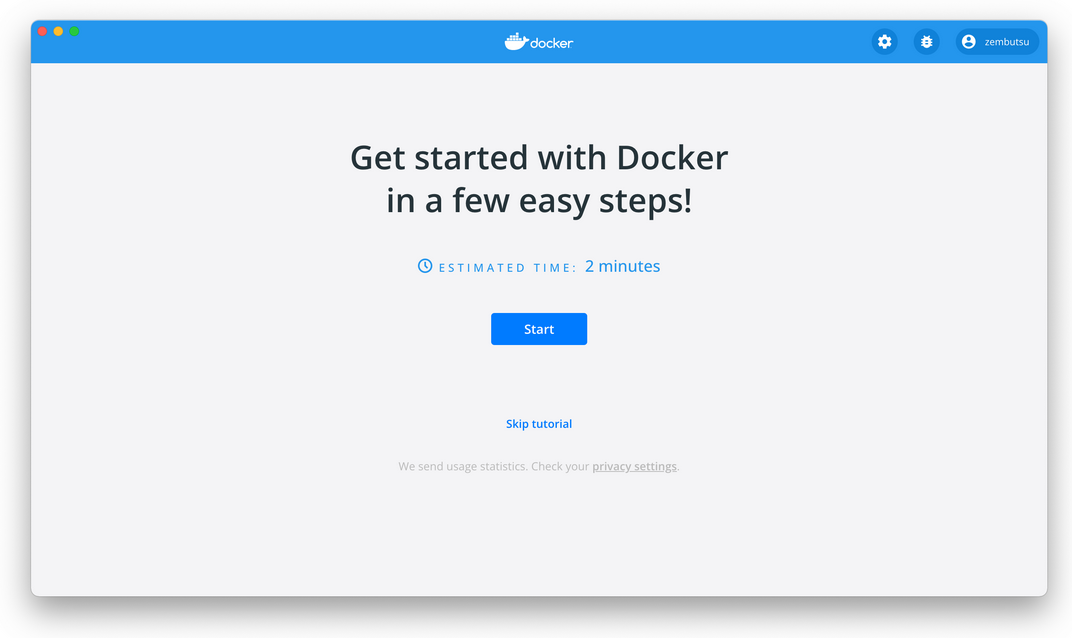 docker
zembutsu
Get started with Docker
in a few easy steps!
ESTIMATED TIME: 2 minutes
Start
Skip tutorial
We send usage statistics. Check your privacy settings.